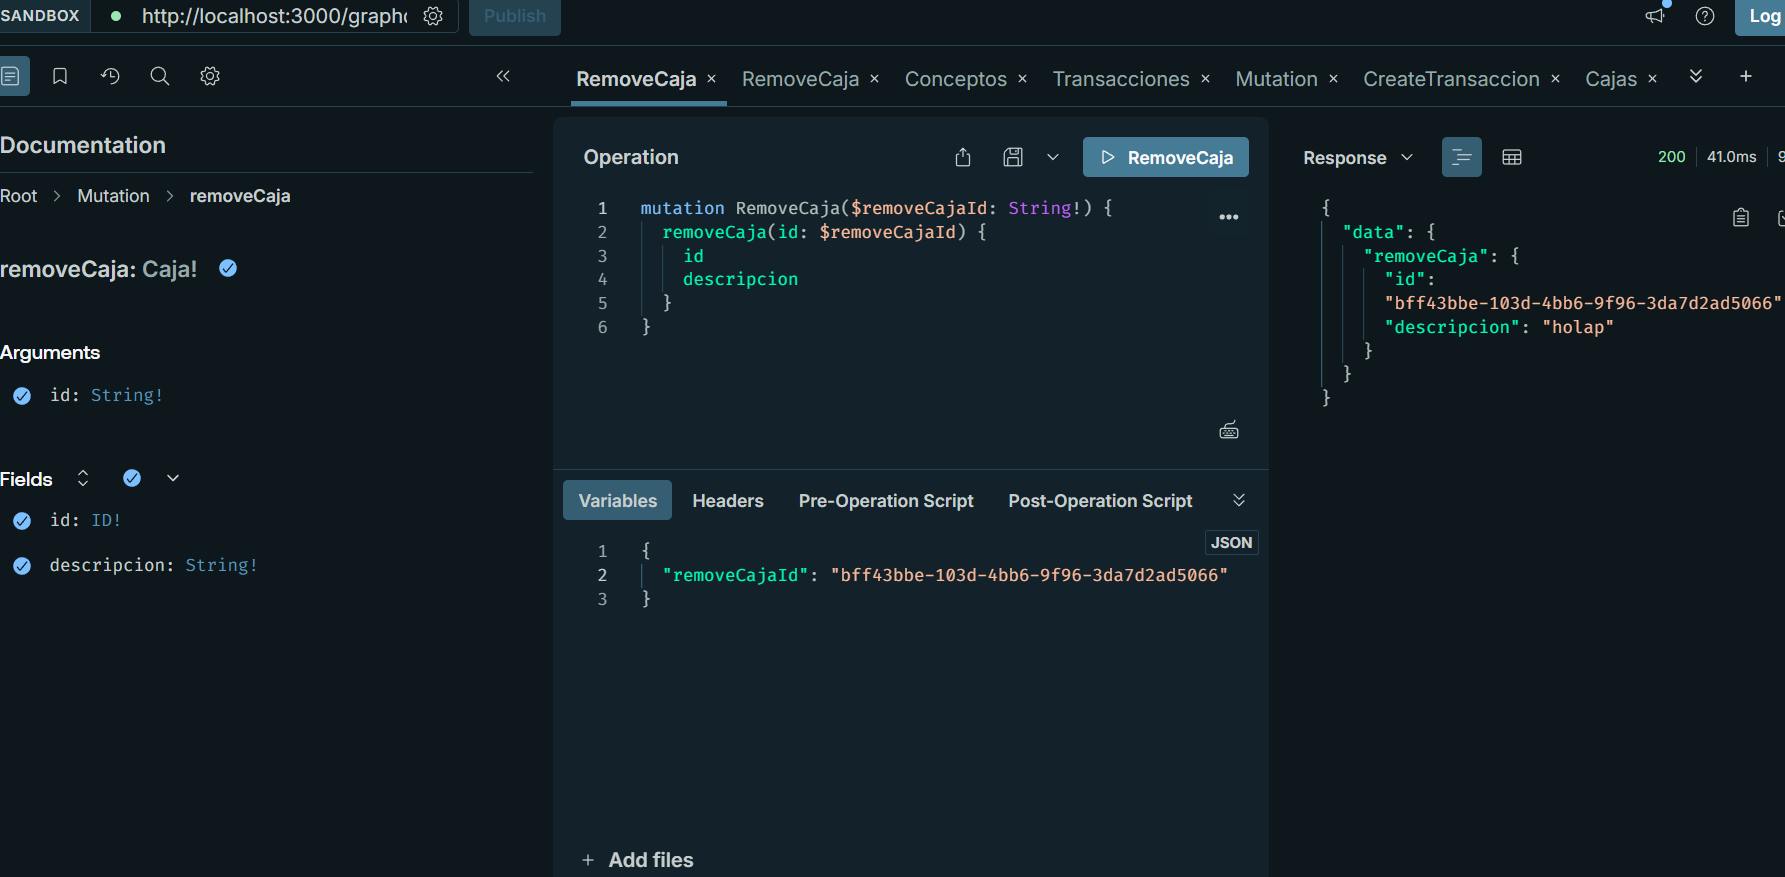 SANDBOX
http://localhost:3000/graph
Publish
Log
RemoveCaja × RemoveCaja × Conceptos × Transacciones × Mutation × CreateTransaccion × Cajas ×
Documentation
Root > Mutation > removeCaja
removeCaja: Caja!
Arguments
id: String!
Fields
id: ID!
descripcion: String!
Operation
RemoveCaja
1 mutation RemoveCaja($removeCajaId: String!) {
2 removeCaja(id: $removeCajaId) {
3 id
4 descripcion
5 }
6 }
Variables Headers Pre-Operation Script Post-Operation Script
JSON
1 {
2 "removeCajaId": "bff43bbe-103d-4bb6-9f96-3da7d2ad5066"
3 }
+ Add files
Response
200 41.0ms 9
{
"data": {
"removeCaja": {
"id":
"bff43bbe-103d-4bb6-9f96-3da7d2ad5066"
"descripcion": "holap"
}
}
}